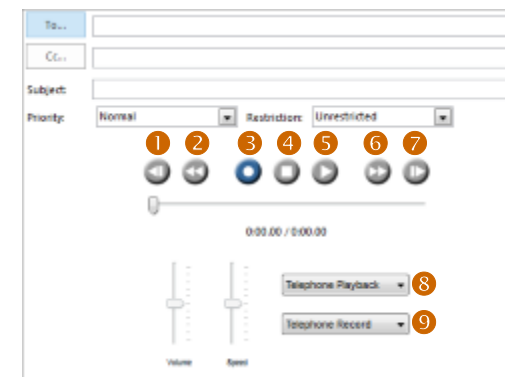 To...
Cc...
Subject:
Priority: Normal Restriction: Unrestricted
1 2 3 4 5 6 7
0:00.00 / 0:00.00
Telephone Playback 8
Telephone Record 9
Volume Speed